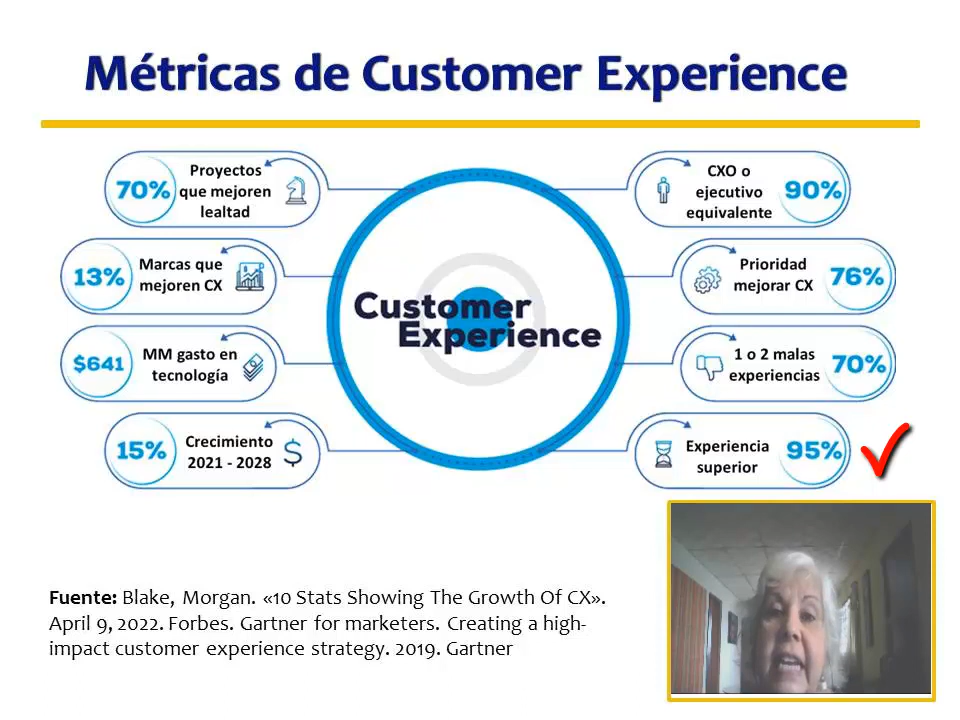 Métricas de Customer Experience
70%
Proyectos
que mejoren
lealtad
13%
Marcas que
mejoren CX
$641
MM gasto en
tecnología
15%
Crecimiento
2021 - 2028
Customer
Experience
CXO o
ejecutivo
equivalente
90%
Prioridad
mejorar CX
76%
1 o 2 malas
experiencias
70%
Experiencia
superior
95%
Fuente: Blake, Morgan. «10 Stats Showing The Growth Of CX».
April 9, 2022. Forbes. Gartner for marketers. Creating a high-
impact customer experience strategy. 2019. Gartner